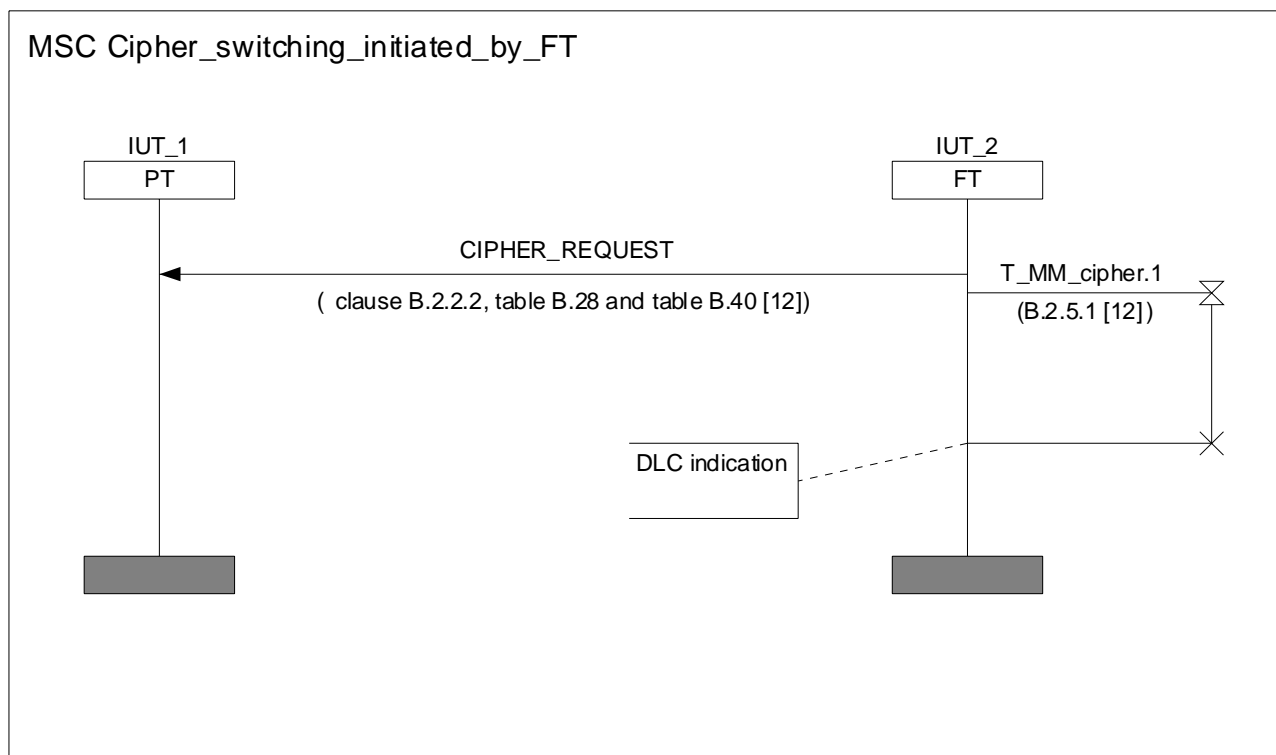 MSC Cipher_switching_initiated_by_FT
IUT_1
IUT_2
PT
FT
CIPHER_REQUEST
T_MM_cipher.1
( clause B.2.2.2, table B.28 and table B.40 [12])
(B.2.5.1 [12])
DLC indication